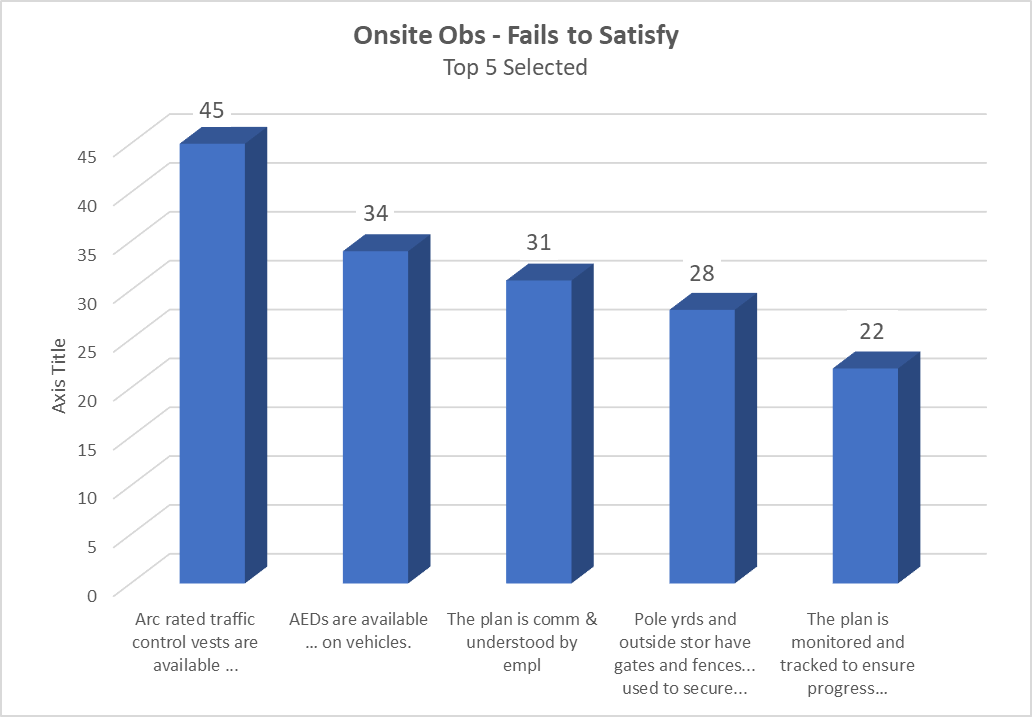 Onsite Obs - Fails to Satisfy
Top 5 Selected
45
34
31
28
22
45
40
35
30
25
20
15
10
5
0
Axis Title
Arc rated traffic
control vests are
available ...
AEDs are available
... on vehicles.
The plan is comm &
understood by
empl
Pole yrds and
outside stor have
gates and fences...
used to secure...
The plan is
monitored and
tracked to ensure
progress...